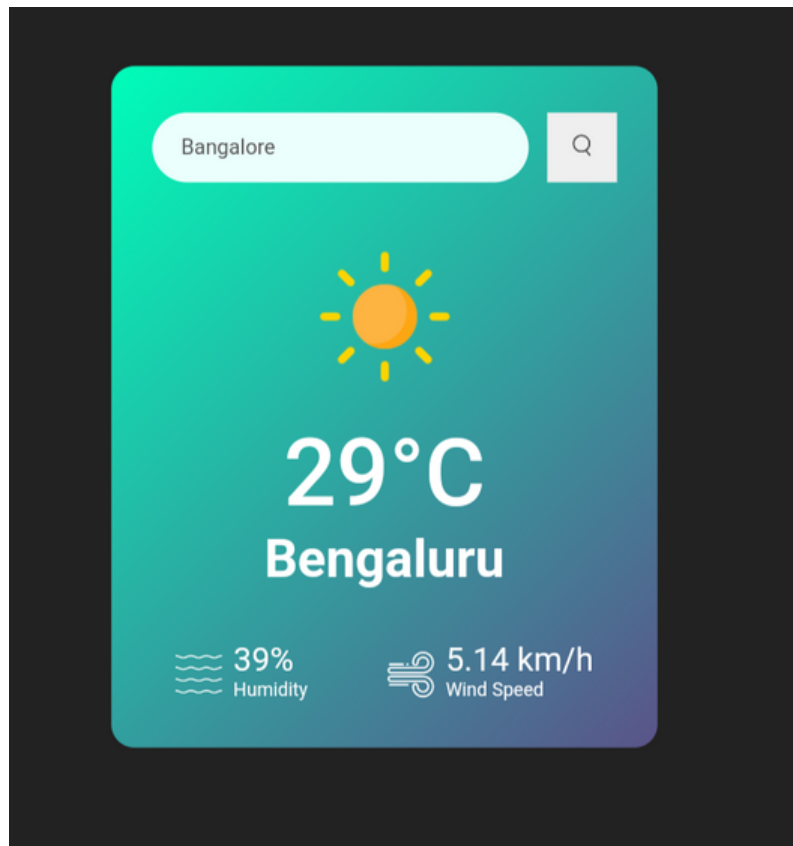 Bangalore
29°C
Bengaluru
39%
Humidity
5.14 km/h
Wind Speed